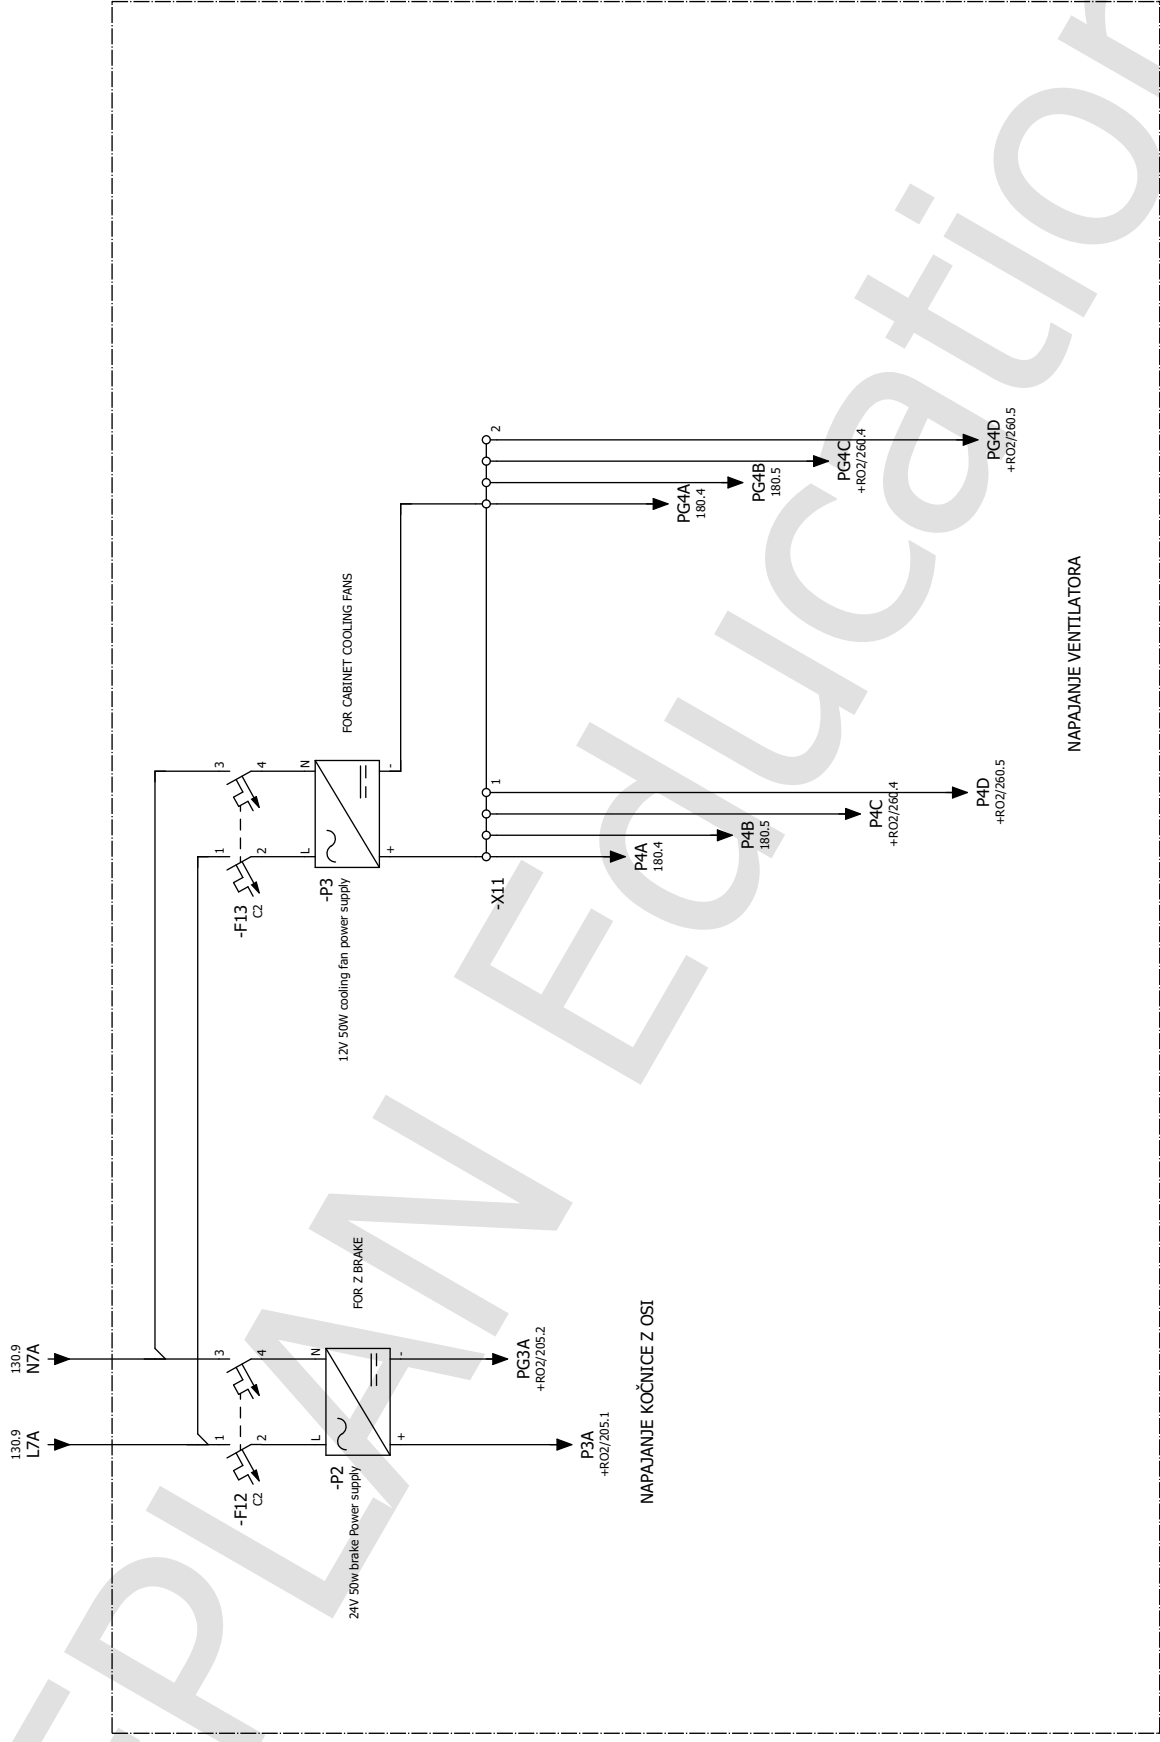 130.9
L7A
130.9
N7A
-F12
C2
1
2
3
4
-P2
24V 50w brake Power supply
L
N
+
-
FOR Z BRAKE
P3A
+RO2/205.1
PG3A
+RO2/205.2
NAPAJANJE KOČNICE Z OSI
-F13
C2
1
2
3
4
-P3
12V 50W cooling fan power supply
L
N
+
-
FOR CABINET COOLING FANS
-X11
1
2
P4A
180.4
P4B
180.5
P4C
+RO2/260.4
P4D
+RO2/260.5
PG4A
180.4
PG4B
180.5
PG4C
+RO2/260.4
PG4D
+RO2/260.5
NAPAJANJE VENTILATORA
EPLAN Education